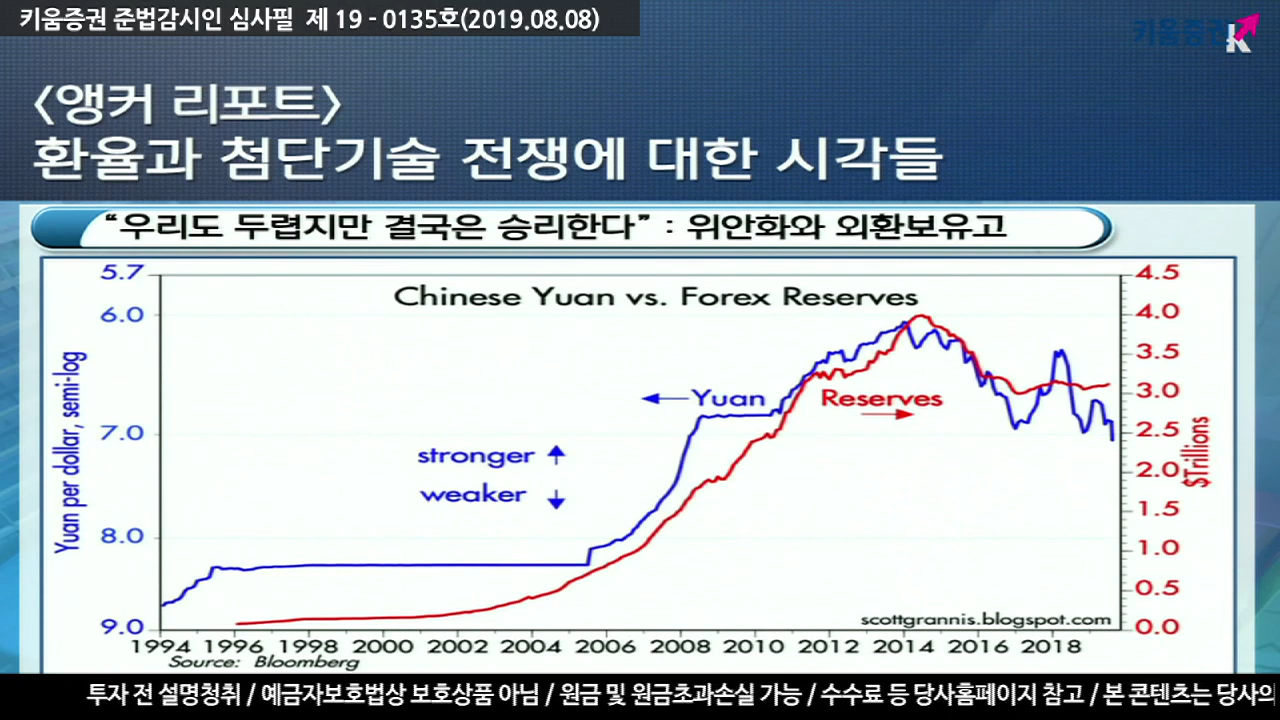 키움증권 준법감시인 심사필 제 19 - 0135호(2019.08.08)
키움증권
<앵커 리포트>
환율과 첨단기술 전쟁에 대한 시각들
“우리도 두렵지만 결국은 승리한다” : 위안화와 외환보유고
Chinese Yuan vs. Forex Reserves
5.7
6.0
7.0
8.0
9.0
Yuan per dollar, semi-log
Yuan
Reserves
stronger
weaker
4.5
4.0
3.5
3.0
2.5
2.0
1.5
1.0
0.5
0.0
$Trillions
scottgrannis.blogspot.com
1994 1996 1998 2000 2002 2004 2006 2008 2010 2012 2014 2016 2018
Source: Bloomberg
투자 전 설명청취 / 예금자보호법상 보호상품 아님 / 원금 및 원금초과손실 가능 / 수수료 등 당사홈페이지 참고 / 본 콘텐츠는 당사의